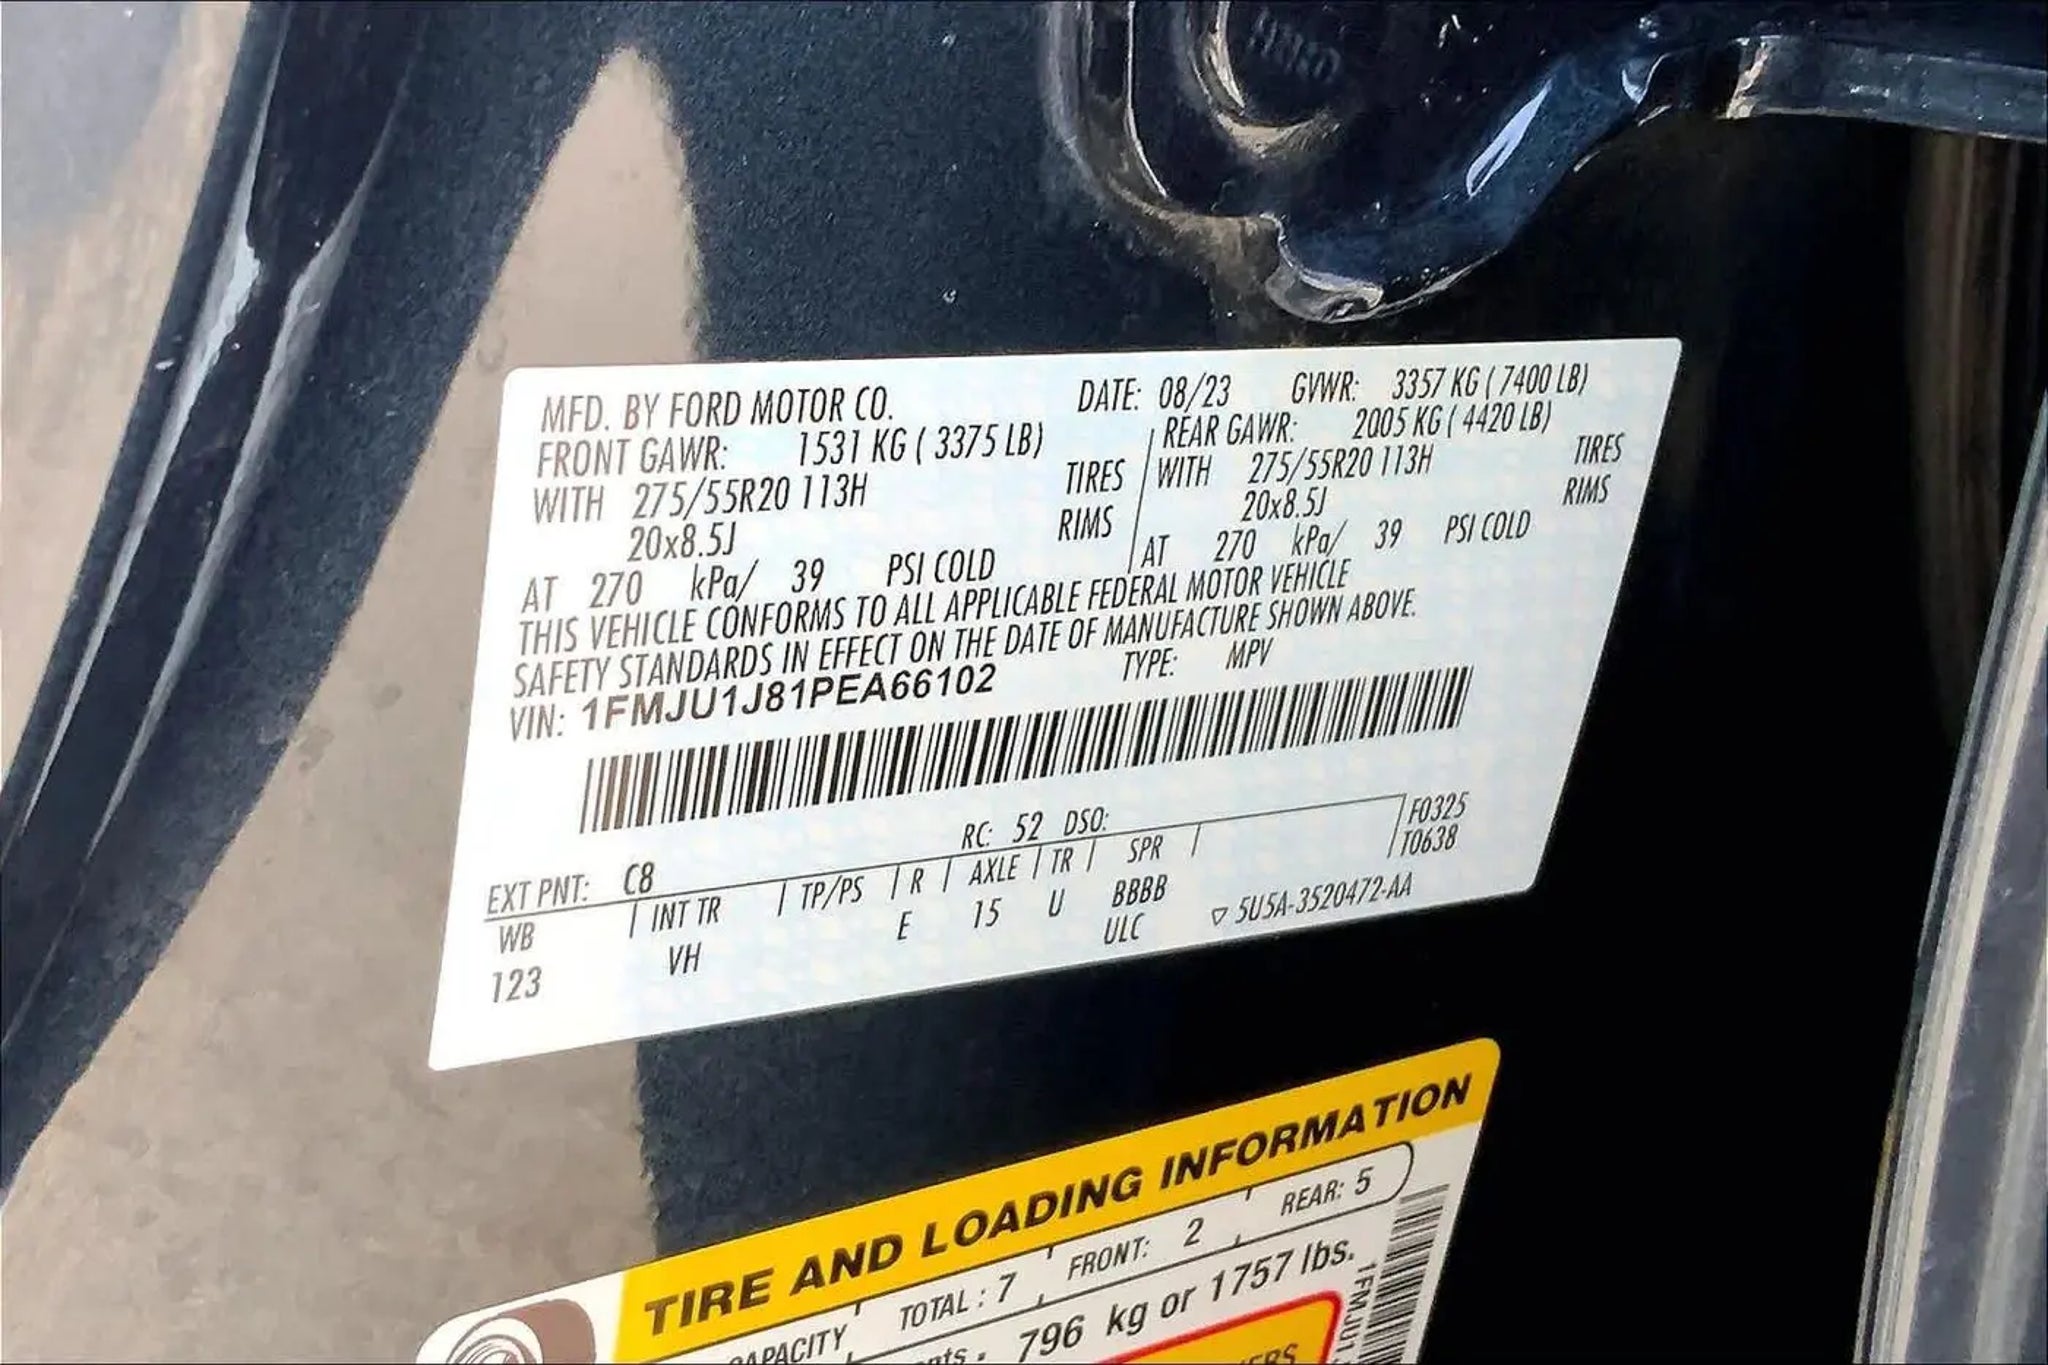 MFD. BY FORD MOTOR CO. DATE: 08/23 GVWR: 3357 KG ( 7400 LB)
FRONT GAWR: 1531 KG ( 3375 LB) REAR GAWR: 2005 KG ( 4420 LB)
WITH 275/55R20 113H TIRES WITH 275/55R20 113H TIRES
20x8.5J RIMS 20x8.5J RIMS
AT 270 kPa/ 39 PSI COLD AT 270 kPa/ 39 PSI COLD
THIS VEHICLE CONFORMS TO ALL APPLICABLE FEDERAL MOTOR VEHICLE
SAFETY STANDARDS IN EFFECT ON THE DATE OF MANUFACTURE SHOWN ABOVE.
VIN: 1FMJU1J81PEA66102 TYPE: MPV
EXT PNT: C8 RC: 52 DSO: F0325
WB INT TR TP/PS R AXLE TR SPR T0638
123 VH E 15 U BBBB
ULC ▽ 5U5A-3520472-AA
TIRE AND LOADING INFORMATION
TOTAL : 7 FRONT: 2 REAR: 5
796 kg or 1757 lbs.
1FMJU1